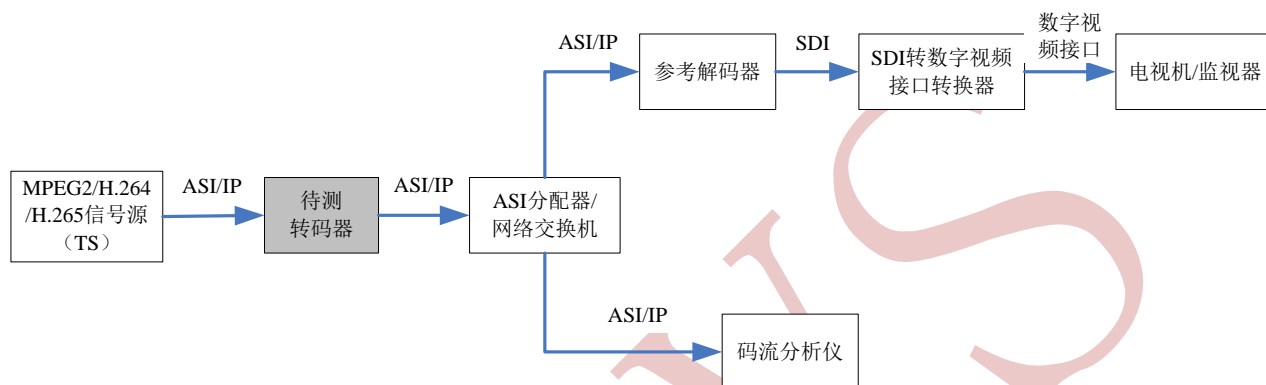 数字视
频接口
ASI/IP
SDI
参考解码器
SDI转数字视频
接口转换器
电视机/监视器
MPEG2/H.264
/H.265信号源
（TS）
ASI/IP
待测
转码器
ASI/IP
ASI分配器/
网络交换机
ASI/IP
码流分析仪